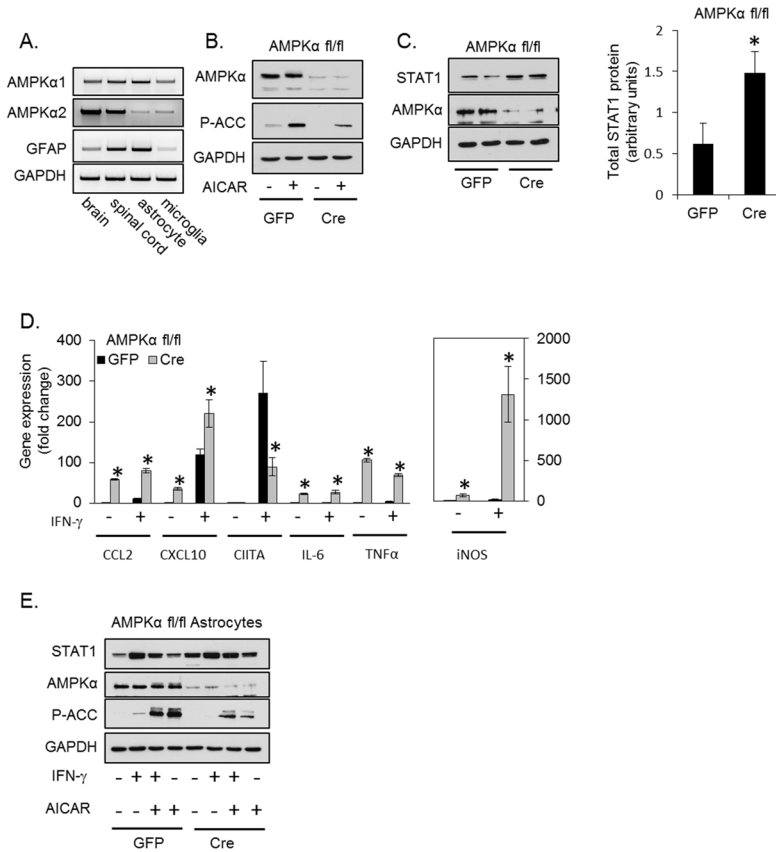 A.
AMPKα1
AMPKα2
GFAP
GAPDH
brain
spinal cord
astrocyte
microglia
B.
AMPKα fl/fl
AMPKα
P-ACC
GAPDH
AICAR - + - +
GFP Cre
C.
AMPKα fl/fl
STAT1
AMPKα
GAPDH
GFP Cre
AMPKα fl/fl
Total STAT1 protein
(arbitrary units)
2
1.5
1
0.5
0
*
GFP Cre
D.
AMPKα fl/fl
GFP Cre
Gene expression
(fold change)
400
300
200
100
0
* * * * * * * * *
IFN-γ - + - + - + - + - +
CCL2 CXCL10 CIITA IL-6 TNFα
2000
1500
1000
500
0
* *
- +
iNOS
E.
AMPKα fl/fl Astrocytes
STAT1
AMPKα
P-ACC
GAPDH
IFN-γ - + + - - + + -
AICAR - - + + - - + +
GFP Cre